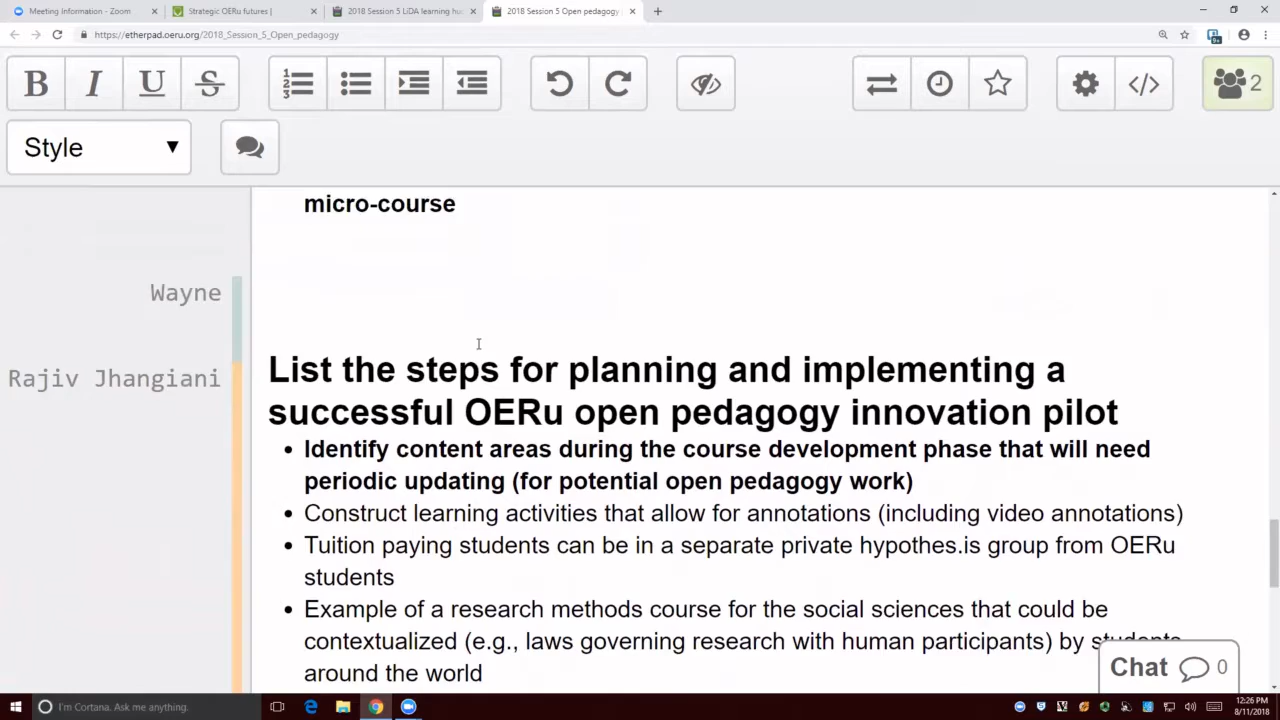 Meeting Information - Zoom
Strategic OERu futures |
2018 Session 5 LiDA learning hu
2018 Session 5 Open pedagogy
https://etherpad.oeru.org/2018_Session_5_Open_pedagogy
B I U S
2
Style
micro-course
Wayne
List the steps for planning and implementing a
successful OERu open pedagogy innovation pilot
Rajiv Jhangiani
Identify content areas during the course development phase that will need
periodic updating (for potential open pedagogy work)
Construct learning activities that allow for annotations (including video annotations)
Tuition paying students can be in a separate private hypothes.is group from OERu
students
Example of a research methods course for the social sciences that could be
contextualized (e.g., laws governing research with human participants) by students
around the world
Chat 0
I'm Cortana. Ask me anything.
12:26 PM
8/11/2018